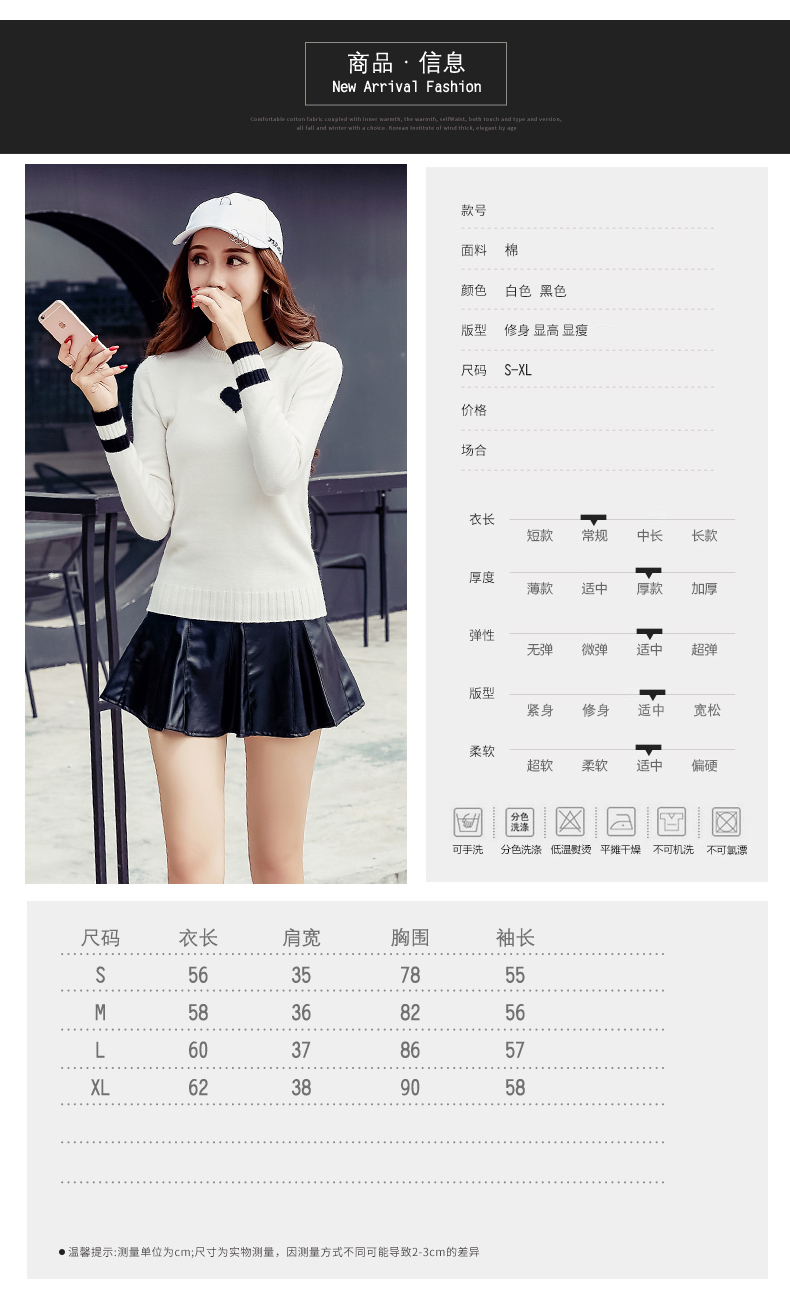 商品 · 信息
New Arrival Fashion
Comfortable cotton fabric coupled with inner warmth, the warmth, selfWaist, both touch and type and version,
all fall and winter with a choice. Korean institute of wind thick, elegant by age
款号
面料 棉
颜色 白色 黑色
版型 修身 显高 显瘦
尺码 S-XL
价格
场合
衣长
短款 常规 中长 长款
厚度
薄款 适中 厚款 加厚
弹性
无弹 微弹 适中 超弹
版型
紧身 修身 适中 宽松
柔软
超软 柔软 适中 偏硬
分色
洗涤
可手洗 分色洗涤 低温熨烫 平摊干燥 不可机洗 不可氯漂
尺码 衣长 肩宽 胸围 袖长
S 56 35 78 55
M 58 36 82 56
L 60 37 86 57
XL 62 38 90 58
温馨提示:测量单位为cm;尺寸为实物测量，因测量方式不同可能导致2-3cm的差异